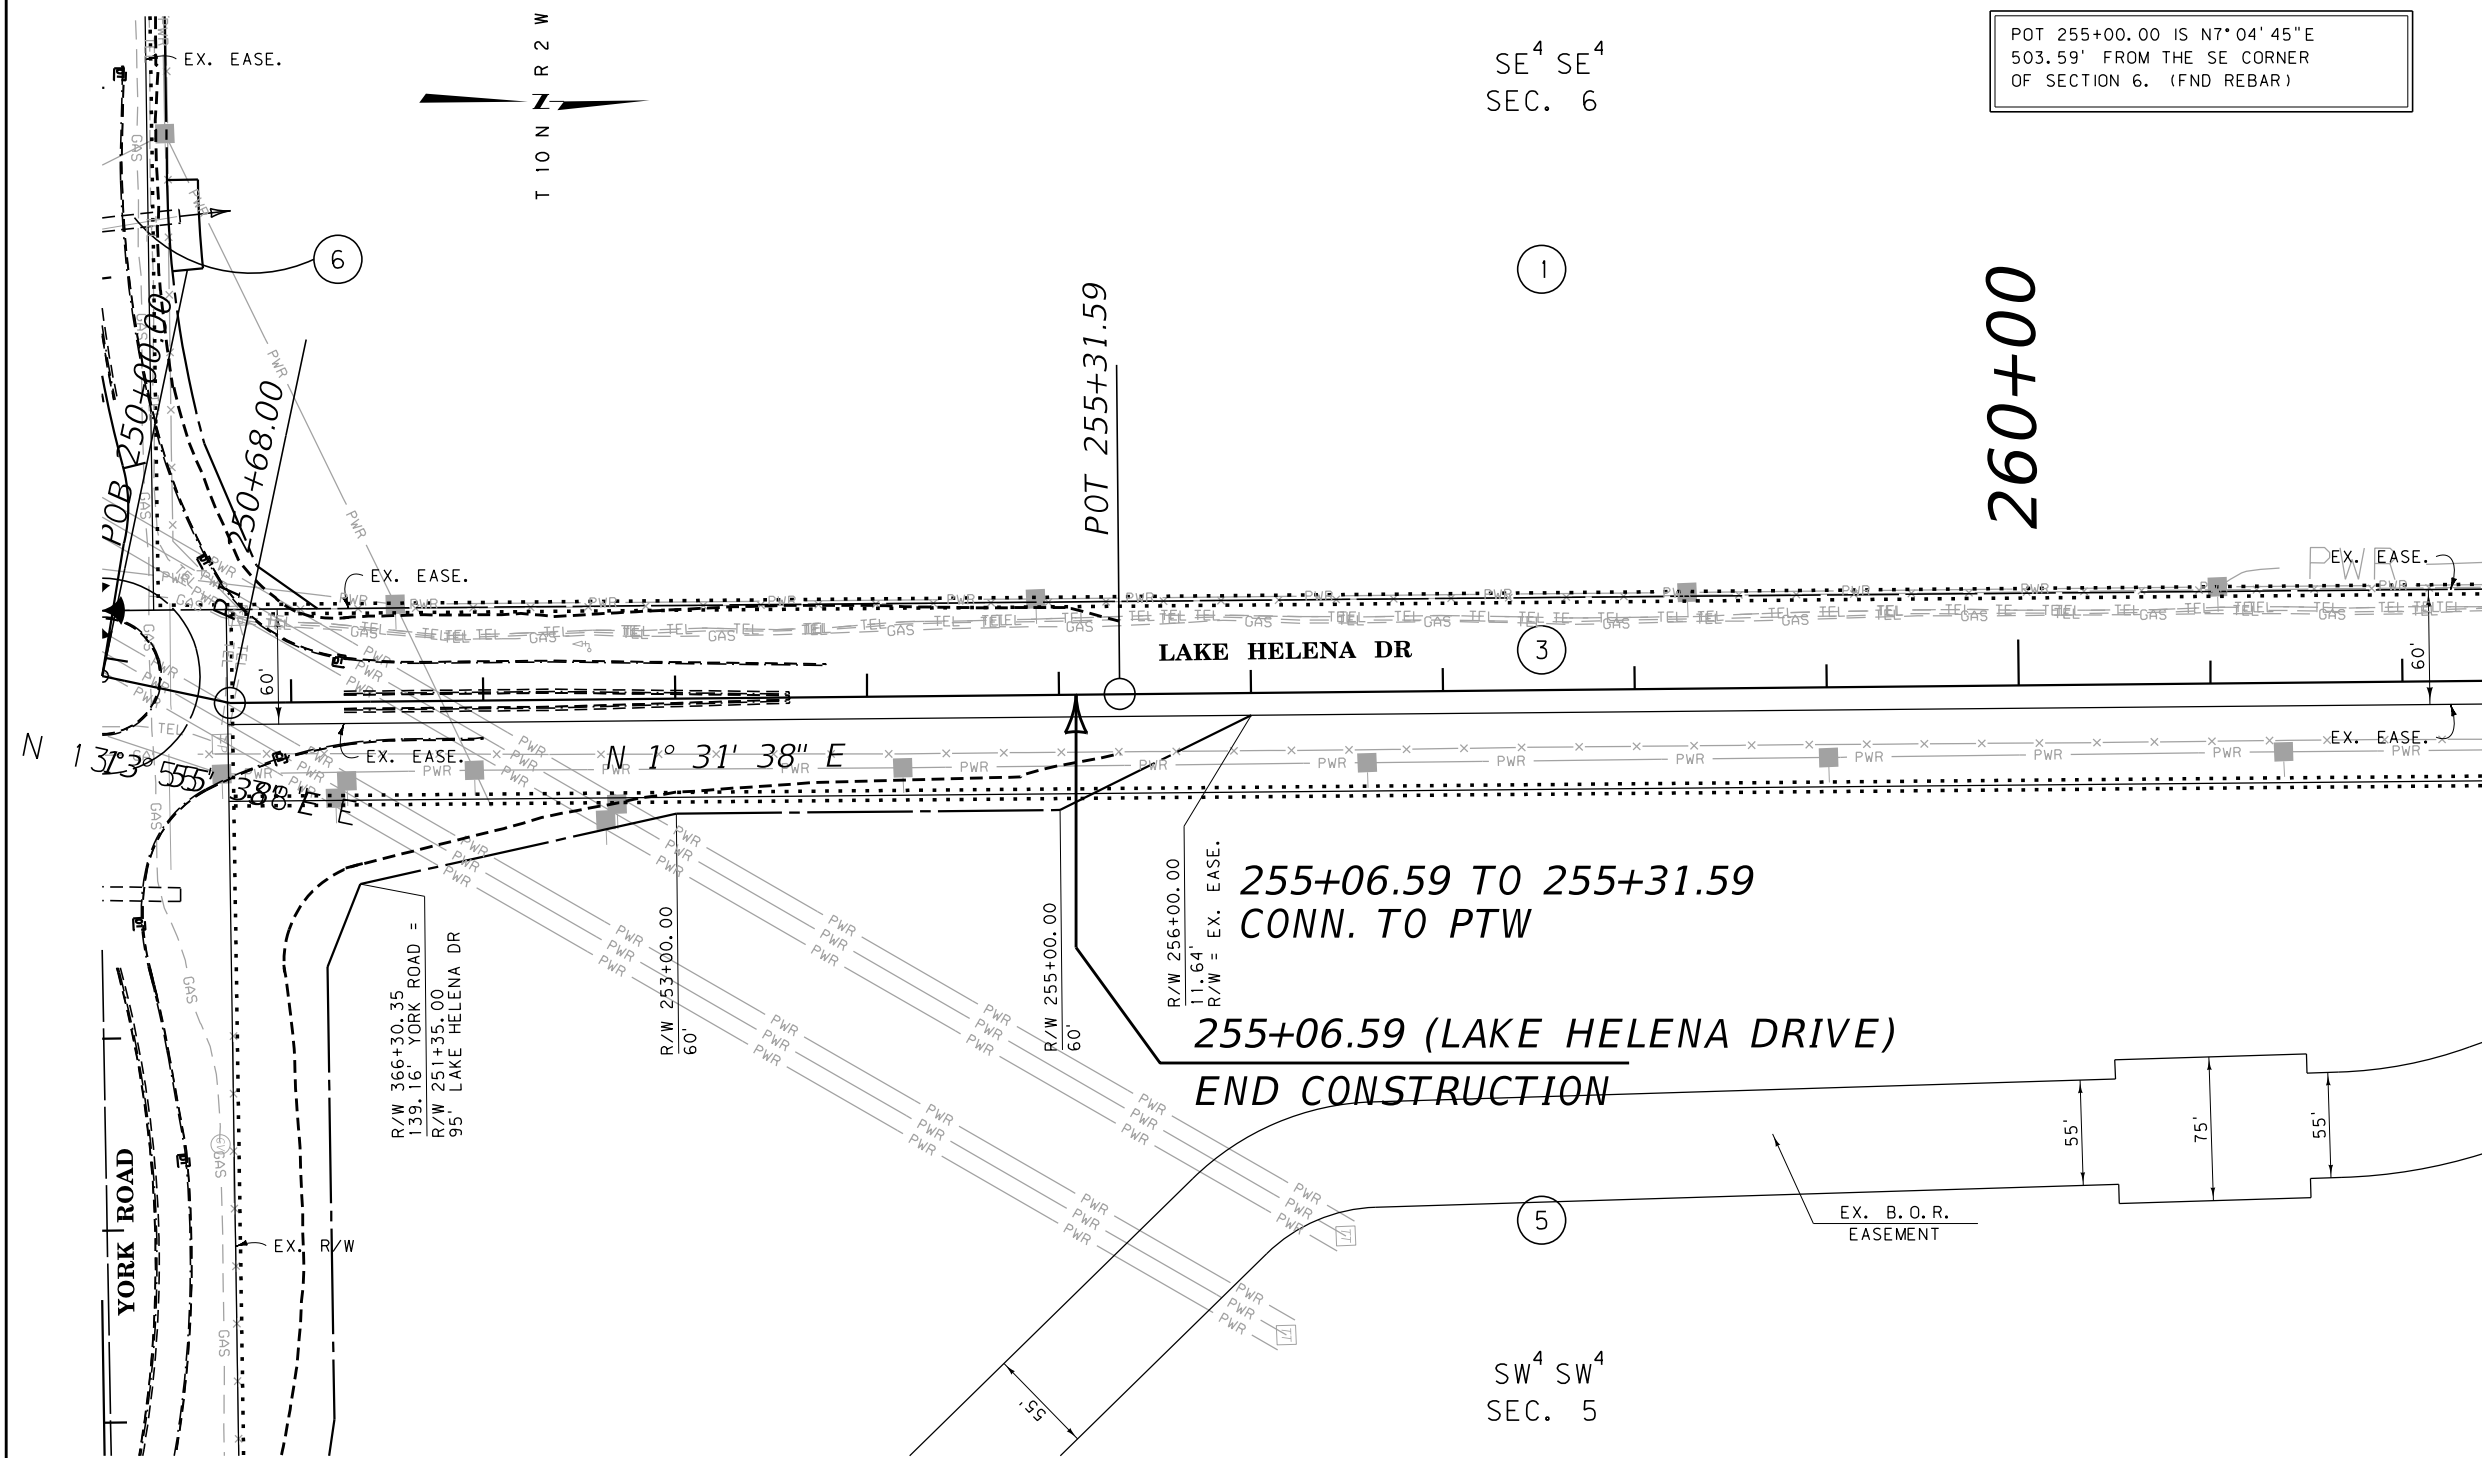 EX. EASE.
T 10 N
N
R 2 W
SE⁴ SE⁴
SEC. 6
POT 255+00.00 IS N7°04'45"E
503.59' FROM THE SE CORNER
OF SECTION 6. (FND REBAR)
6
1
POB 250+00.00
250+68.00
POT 255+31.59
260+00
EX. EASE.
EX. EASE.
PWR
GAS
TEL
LAKE HELENA DR
3
60'
60'
EX. EASE.
N 1° 31' 38" E
EX. EASE.
R/W 366+30.35
139.16' YORK ROAD =
R/W 251+35.00
95' LAKE HELENA DR
R/W 253+00.00
60'
R/W 255+00.00
60'
R/W 256+00.00
11.64'
R/W = EX. EASE.
255+06.59 TO 255+31.59
CONN. TO PTW
255+06.59 (LAKE HELENA DRIVE)
END CONSTRUCTION
YORK ROAD
EX. R/W
55'
75'
55'
5
EX. B.O.R.
EASEMENT
55'
SW⁴ SW⁴
SEC. 5